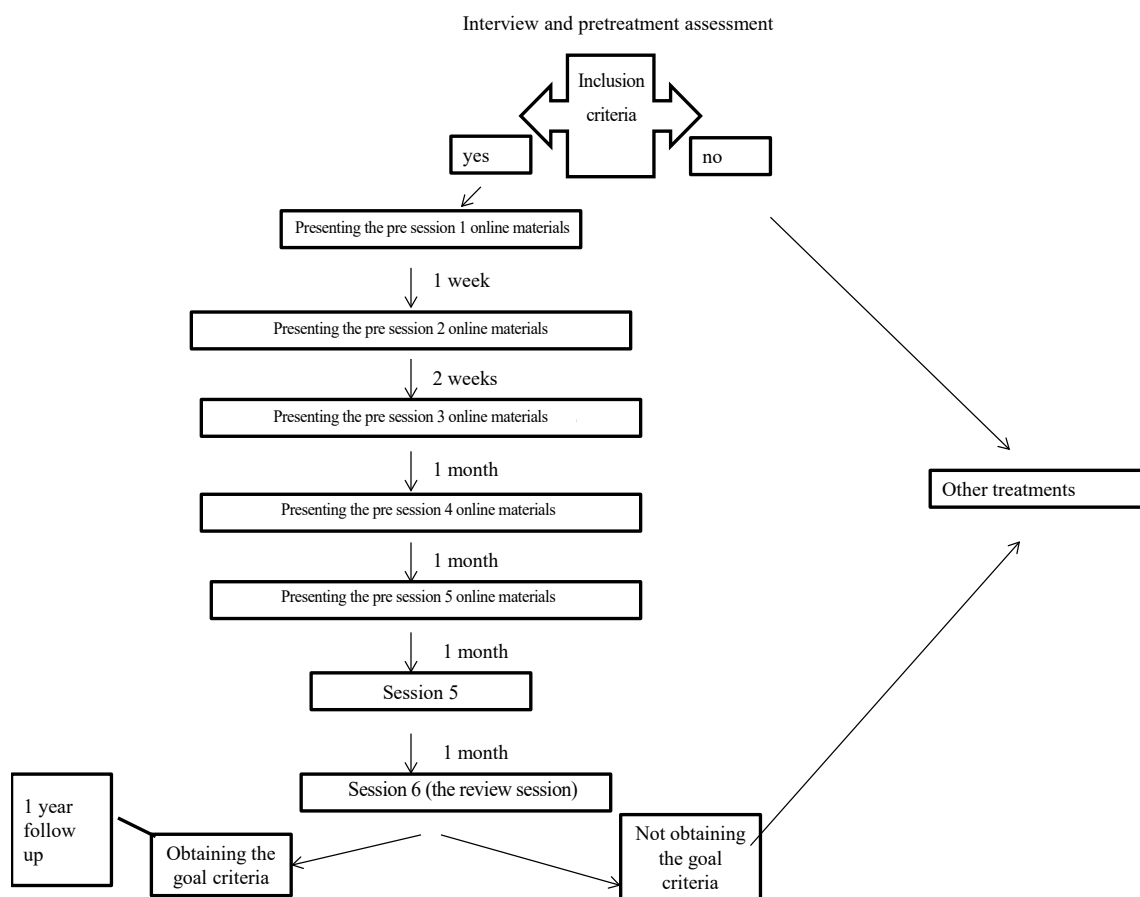 Interview and pretreatment assessment
Inclusion
criteria
yes
no
Presenting the pre session 1 online materials
1 week
Presenting the pre session 2 online materials
2 weeks
Presenting the pre session 3 online materials
1 month
Presenting the pre session 4 online materials
Other treatments
1 month
Presenting the pre session 5 online materials
1 month
Session 5
1 month
Session 6 (the review session)
1 year
follow
up
Obtaining the
goal criteria
Not obtaining
the goal
criteria